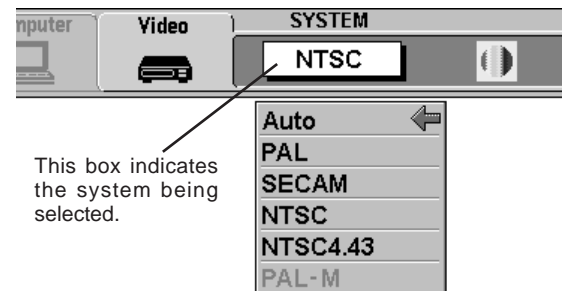 mputer Video SYSTEM
NTSC
Auto
PAL
SECAM
NTSC
NTSC4.43
PAL-M
This box indicates
the system being
selected.